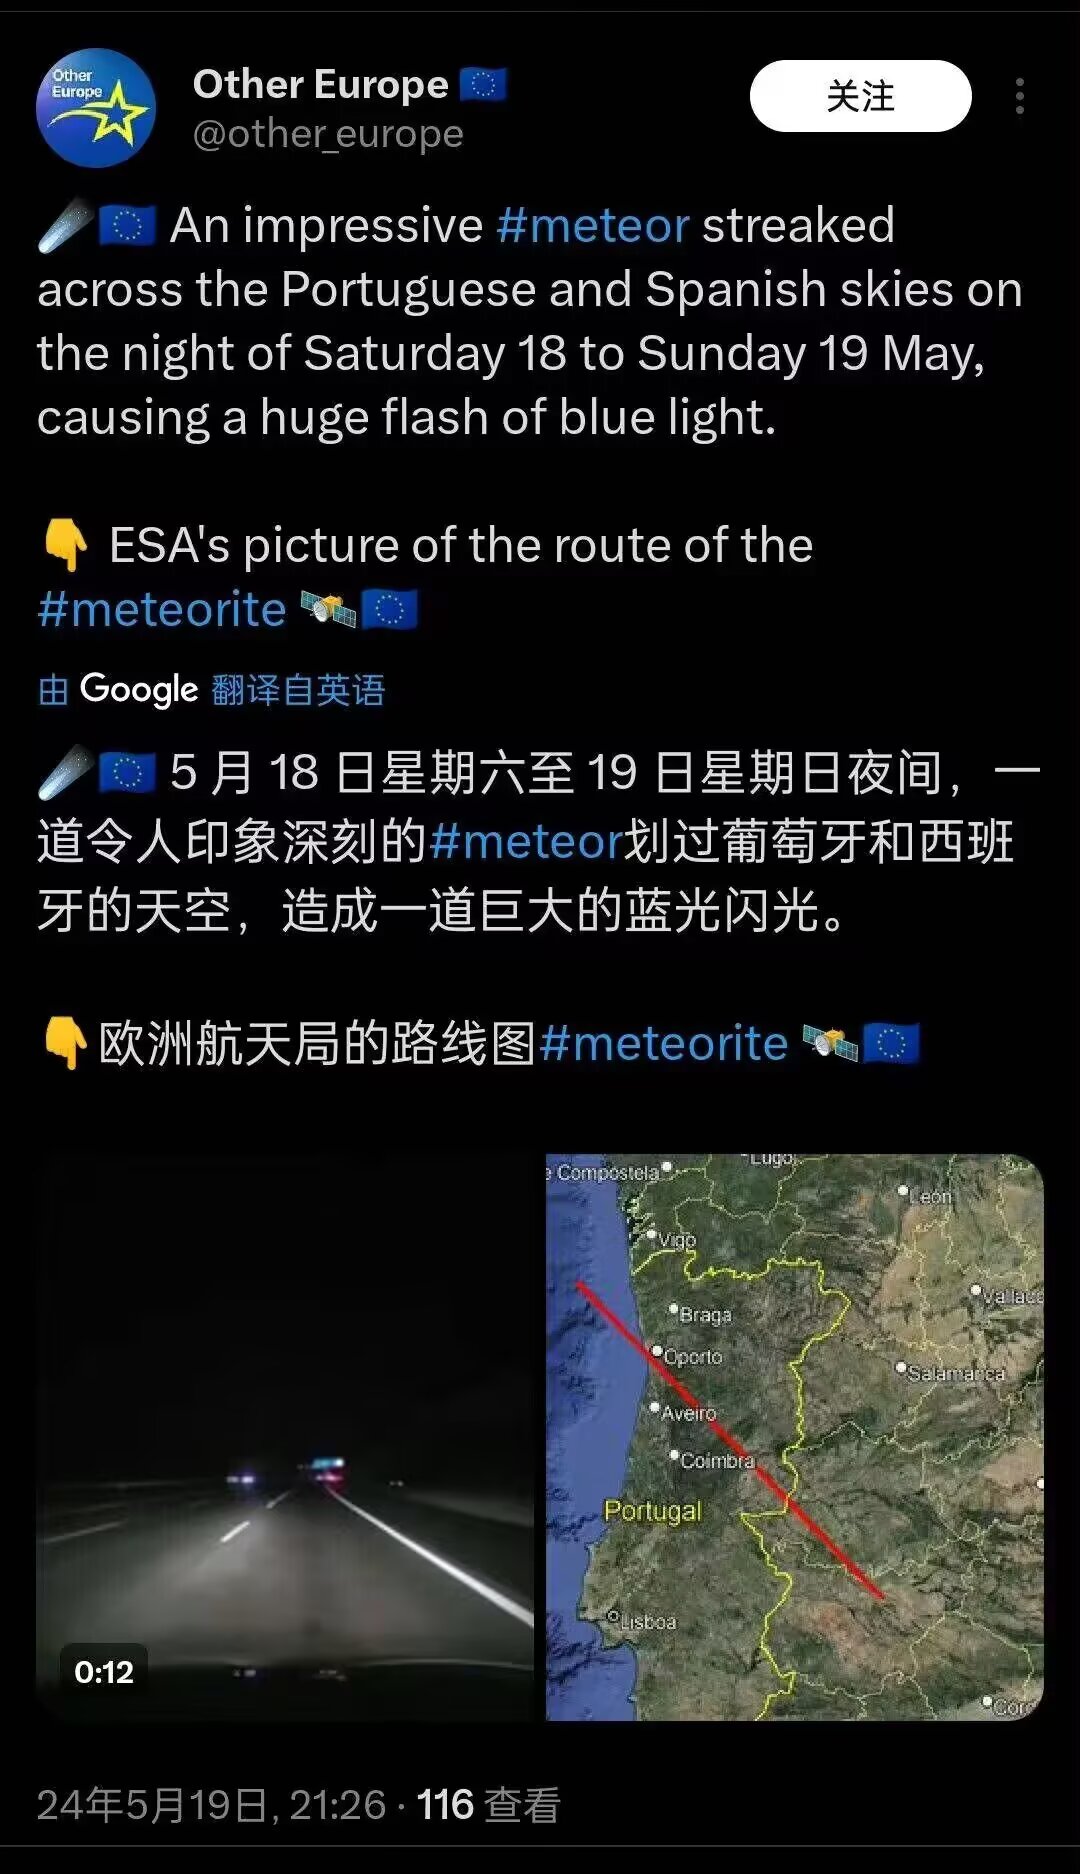 Other
Europe
Other Europe 🇪🇺
@other_europe
关注
☄️🇪🇺 An impressive #meteor streaked
across the Portuguese and Spanish skies on
the night of Saturday 18 to Sunday 19 May,
causing a huge flash of blue light.
👇 ESA's picture of the route of the
#meteorite 🛰️🇪🇺
由 Google 翻译自英语
☄️🇪🇺 5 月 18 日星期六至 19 日星期日夜间，一
道令人印象深刻的#meteor划过葡萄牙和西班
牙的天空，造成一道巨大的蓝光闪光。
👇欧洲航天局的路线图#meteorite 🛰️🇪🇺
0:12
e Compostela
Lugo
León
Vigo
Vallad
Braga
Oporto
Salamanca
Aveiro
Coimbra
Portugal
Lisboa
Cord
24年5月19日, 21:26 · 116 查看